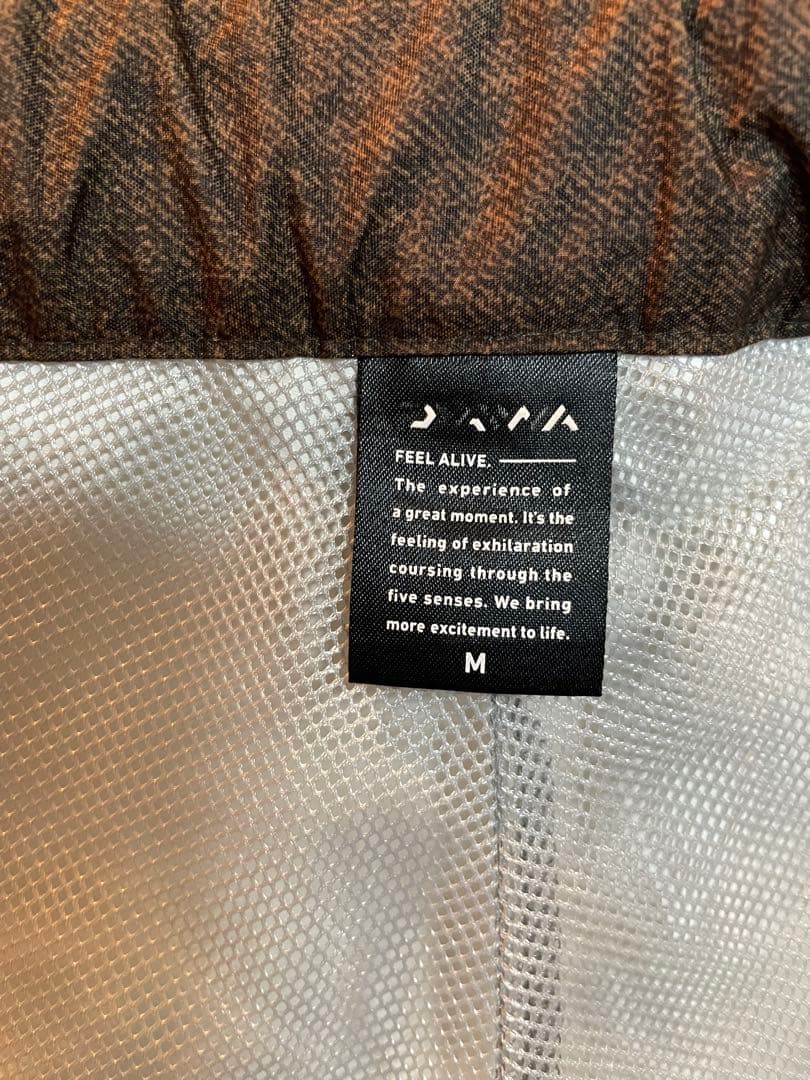 FEEL ALIVE.
The experience of
a great moment. It's the
feeling of exhilaration
coursing through the
five senses. We bring
more excitement to life.
M